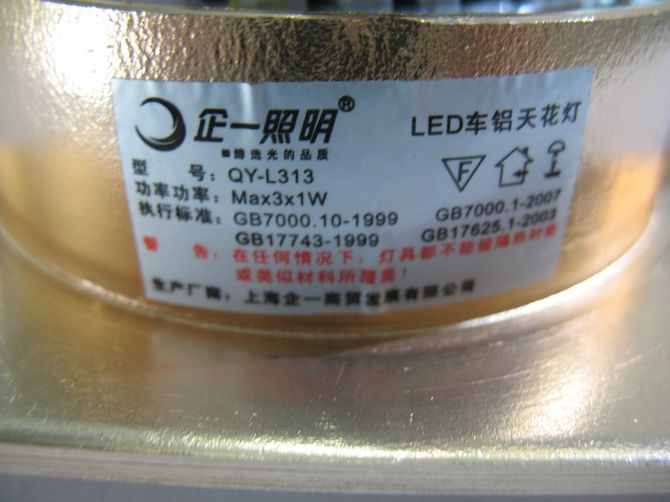 企一照明®
LED车铝天花灯
■缔造光的品质
型 号：QY-L313
F
功率功率：Max3x1W
执行标准：GB7000.10-1999 GB7000.1-2007
GB17743-1999 GB17625.1-2003
警 告：在任何情况下，灯具都不能被隔热衬垫
或类似材料所覆盖！
生产厂商：上海企一商贸发展有限公司